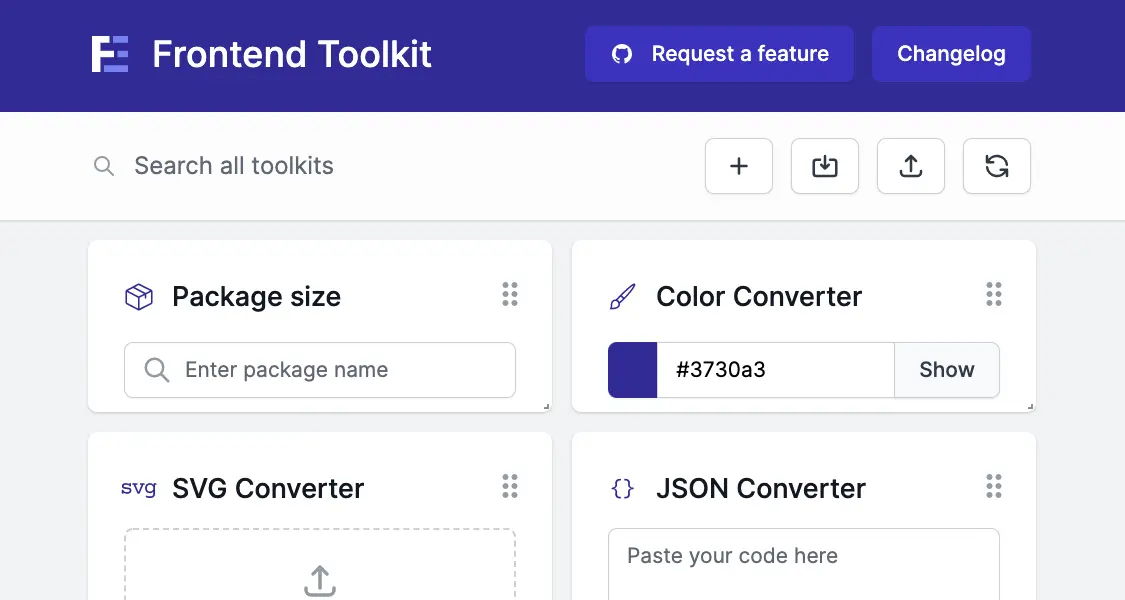 Frontend Toolkit
Request a feature
Changelog
Search all toolkits
Package size
Color Converter
Enter package name
#3730a3
Show
svg SVG Converter
{} JSON Converter
Paste your code here